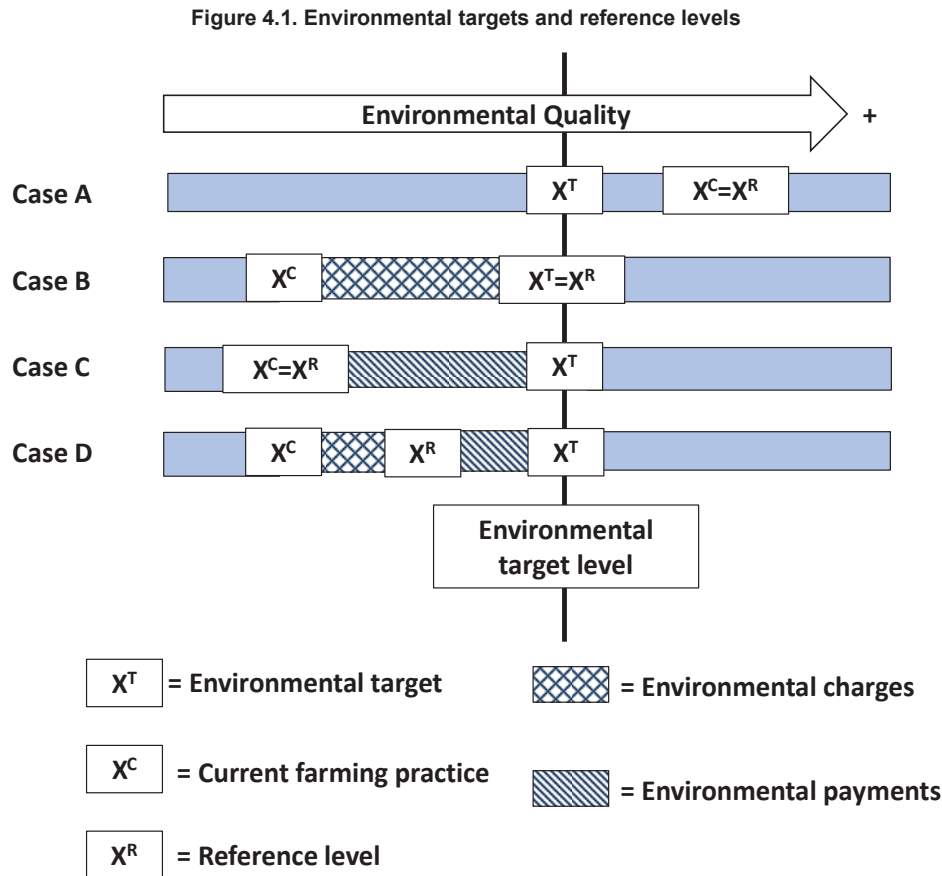 Figure 4.1. Environmental targets and reference levels
Environmental Quality
+
Case A
X^T
X^C=X^R
Case B
X^C
X^T=X^R
Case C
X^C=X^R
X^T
Case D
X^C
X^R
X^T
Environmental
target level
X^T = Environmental target
= Environmental charges
X^C = Current farming practice
= Environmental payments
X^R = Reference level